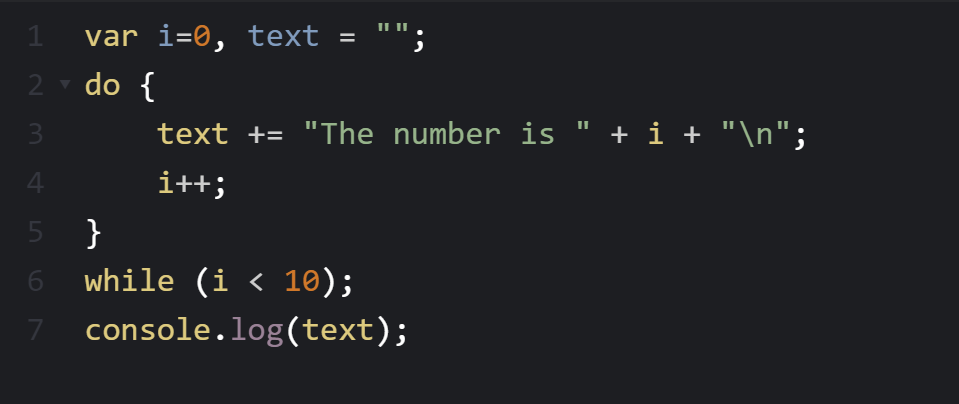 1 var i=0, text = "";
2 do {
3 text += "The number is " + i + "\n";
4 i++;
5 }
6 while (i < 10);
7 console.log(text);